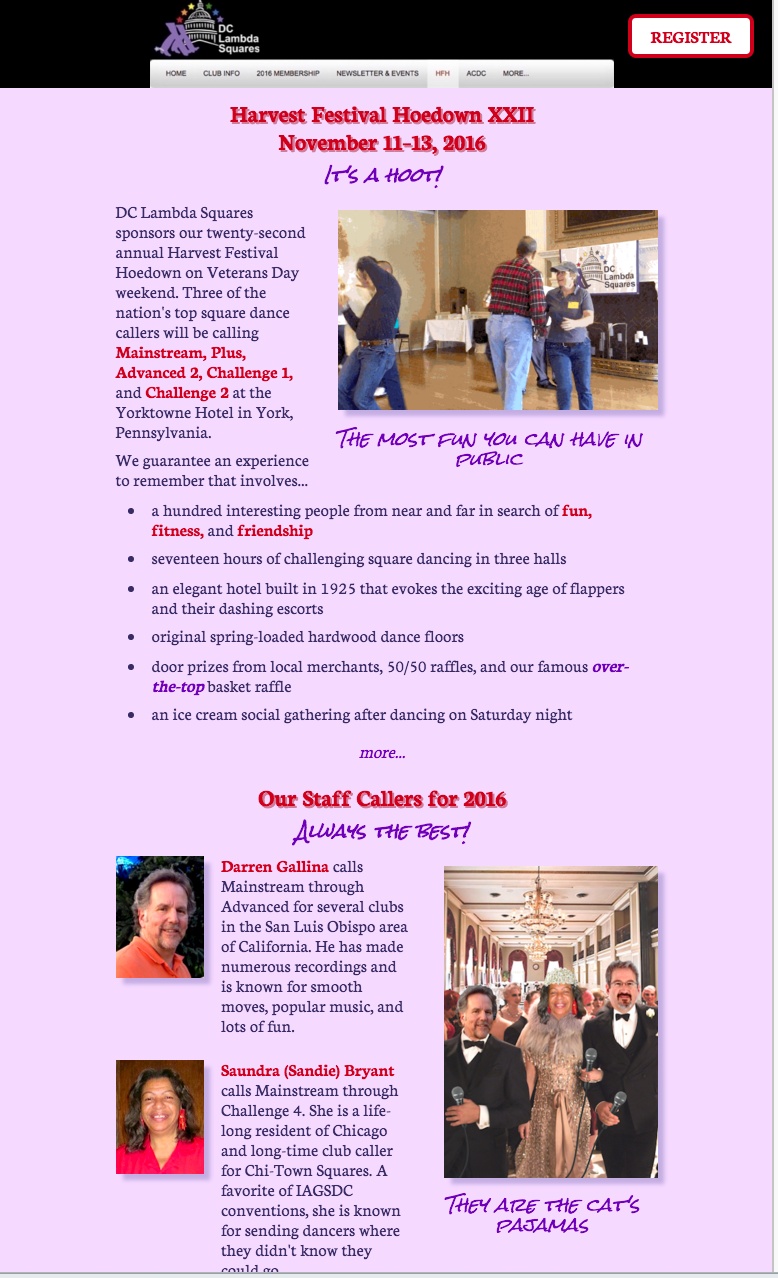 DC
Lambda
Squares
REGISTER
HOME CLUB INFO 2016 MEMBERSHIP NEWSLETTER & EVENTS HFH ACDC MORE...
Harvest Festival Hoedown XXII
November 11–13, 2016
It's a hoot!
DC Lambda Squares
sponsors our twenty-second
annual Harvest Festival
Hoedown on Veterans Day
weekend. Three of the
nation's top square dance
callers will be calling
Mainstream, Plus,
Advanced 2, Challenge 1,
and Challenge 2 at the
Yorktowne Hotel in York,
Pennsylvania.
We guarantee an experience
to remember that involves...
DC
Lambda
Squares
The most fun you can have in
public
• a hundred interesting people from near and far in search of fun,
fitness, and friendship
• seventeen hours of challenging square dancing in three halls
• an elegant hotel built in 1925 that evokes the exciting age of flappers
and their dashing escorts
• original spring-loaded hardwood dance floors
• door prizes from local merchants, 50/50 raffles, and our famous over-
the-top basket raffle
• an ice cream social gathering after dancing on Saturday night
more...
Our Staff Callers for 2016
Always the best!
Darren Gallina calls
Mainstream through
Advanced for several clubs
in the San Luis Obispo area
of California. He has made
numerous recordings and
is known for smooth
moves, popular music, and
lots of fun.
Saundra (Sandie) Bryant
calls Mainstream through
Challenge 4. She is a life-
long resident of Chicago
and long-time club caller
for Chi-Town Squares. A
favorite of IAGSDC
conventions, she is known
for sending dancers where
they didn't know they
could go
They are the cat's
pajamas